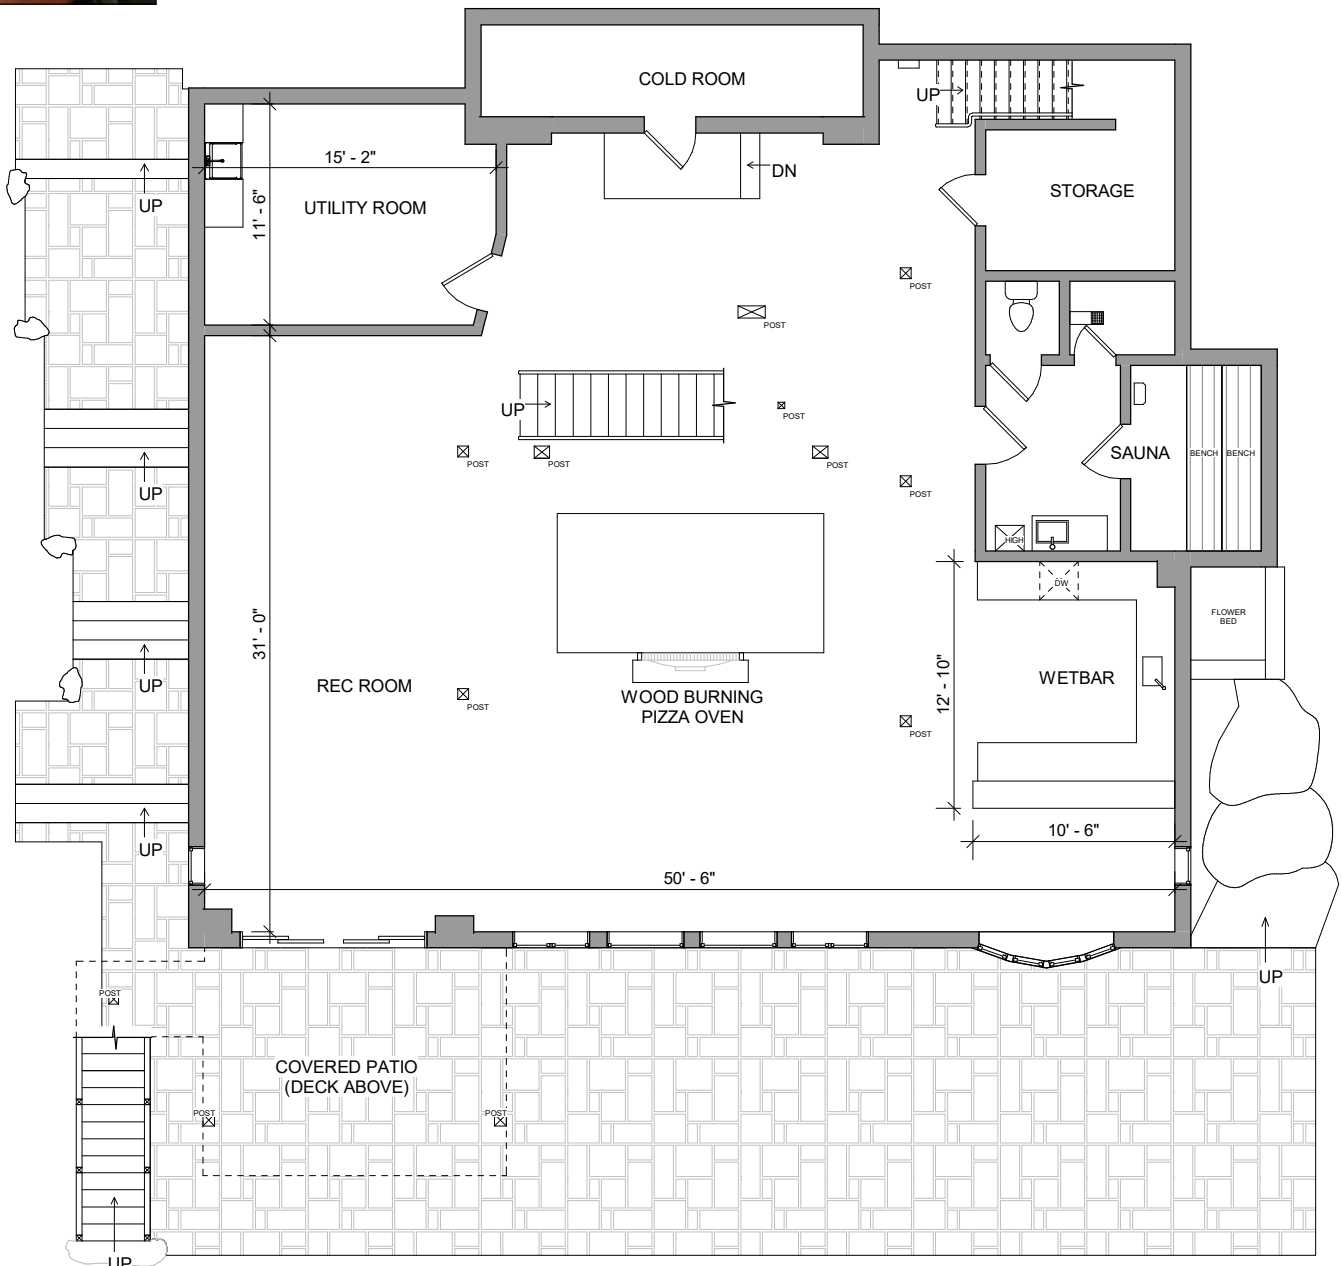 COLD ROOM
UP
15' - 2"
DN
UTILITY ROOM
11' - 6"
STORAGE
UP
POST
POST
UP
POST
POST
POST
POST
POST
UP
SAUNA
BENCH
BENCH
HIGH
DW
FLOWER
BED
31' - 0"
12' - 10"
REC ROOM
WETBAR
UP
WOOD BURNING
PIZZA OVEN
POST
POST
10' - 6"
UP
50' - 6"
UP
POST
COVERED PATIO
(DECK ABOVE)
POST
POST
UP